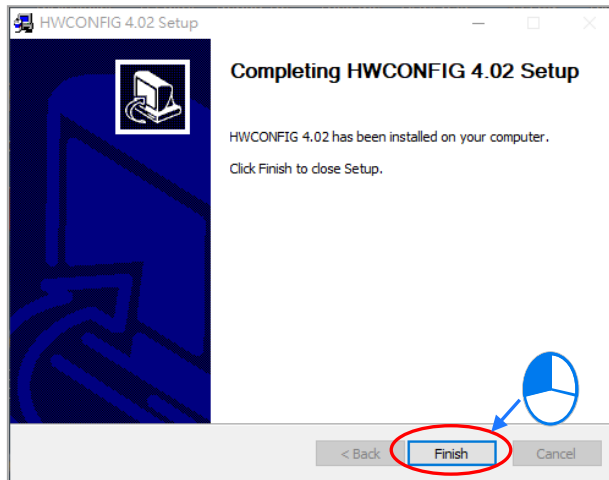 HWCONFIG 4.02 Setup
Completing HWCONFIG 4.02 Setup
HWCONFIG 4.02 has been installed on your computer.
Click Finish to close Setup.
< Back
Finish
Cancel